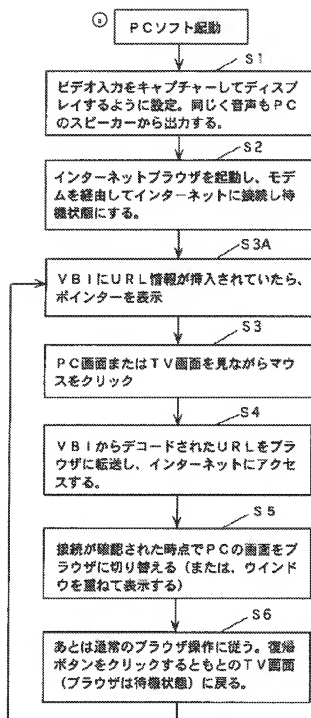 ⓐ
PCソフト起動
S1
ビデオ入力をキャプチャーしてディスプ
レイするように設定。同じく音声もPC
のスピーカーから出力する。
S2
インターネットブラウザを起動し、モデ
ムを経由してインターネットに接続し待
機状態にする。
S3A
VBIにURL情報が挿入されていたら、
ポインターを表示
S3
PC画面またはTV画面を見ながらマウ
スをクリック
S4
VBIからデコードされたURLをブラ
ウザに転送し、インターネットにアクセ
スする。
S5
接続が確認された時点でPCの画面をブ
ラウザに切り替える(または、ウインド
ウを重ねて表示する)
S6
あとは通常のブラウザ操作に従う。復帰
ボタンをクリックするともとのTV画面
(ブラウザは待機状態)に戻る。